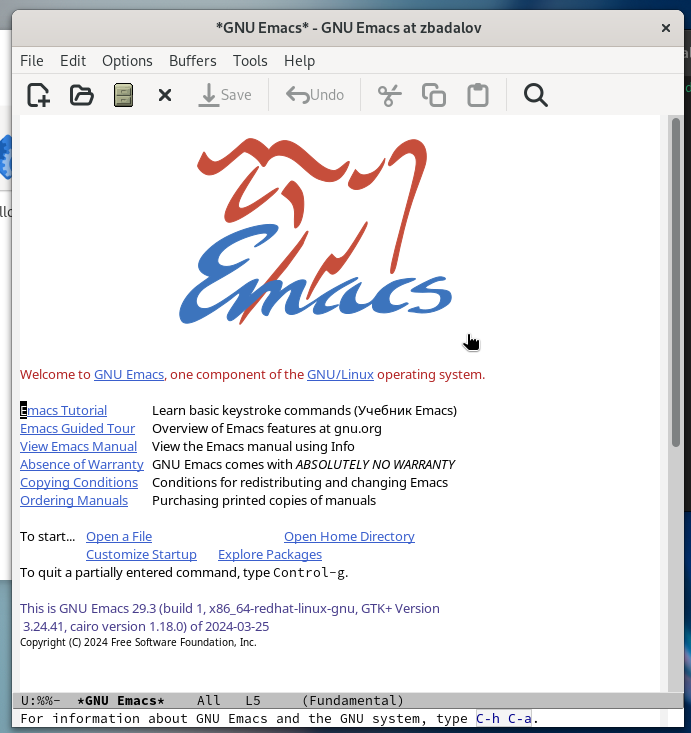 *GNU Emacs* - GNU Emacs at zbadalov
File Edit Options Buffers Tools Help
Save Undo
Emacs
Welcome to GNU Emacs, one component of the GNU/Linux operating system.
Emacs Tutorial Learn basic keystroke commands (Учебник Emacs)
Emacs Guided Tour Overview of Emacs features at gnu.org
View Emacs Manual View the Emacs manual using Info
Absence of Warranty GNU Emacs comes with ABSOLUTELY NO WARRANTY
Copying Conditions Conditions for redistributing and changing Emacs
Ordering Manuals Purchasing printed copies of manuals
To start... Open a File Open Home Directory
Customize Startup Explore Packages
To quit a partially entered command, type Control-g.
This is GNU Emacs 29.3 (build 1, x86_64-redhat-linux-gnu, GTK+ Version
3.24.41, cairo version 1.18.0) of 2024-03-25
Copyright (C) 2024 Free Software Foundation, Inc.
U:%%- *GNU Emacs* All L5 (Fundamental)
For information about GNU Emacs and the GNU system, type C-h C-a.